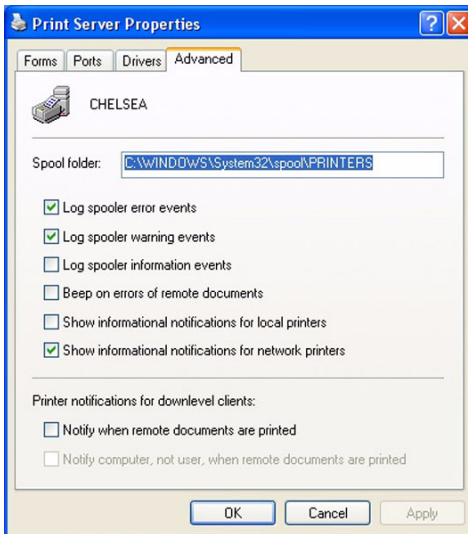 Print Server Properties
Forms Ports Drivers Advanced
CHELSEA
Spool folder: C:\WINDOWS\System32\spool\PRINTERS
Log spooler error events
Log spooler warning events
Log spooler information events
Beep on errors of remote documents
Show informational notifications for local printers
Show informational notifications for network printers
Printer notifications for downlevel clients:
Notify when remote documents are printed
Notify computer, not user, when remote documents are printed
OK Cancel Apply